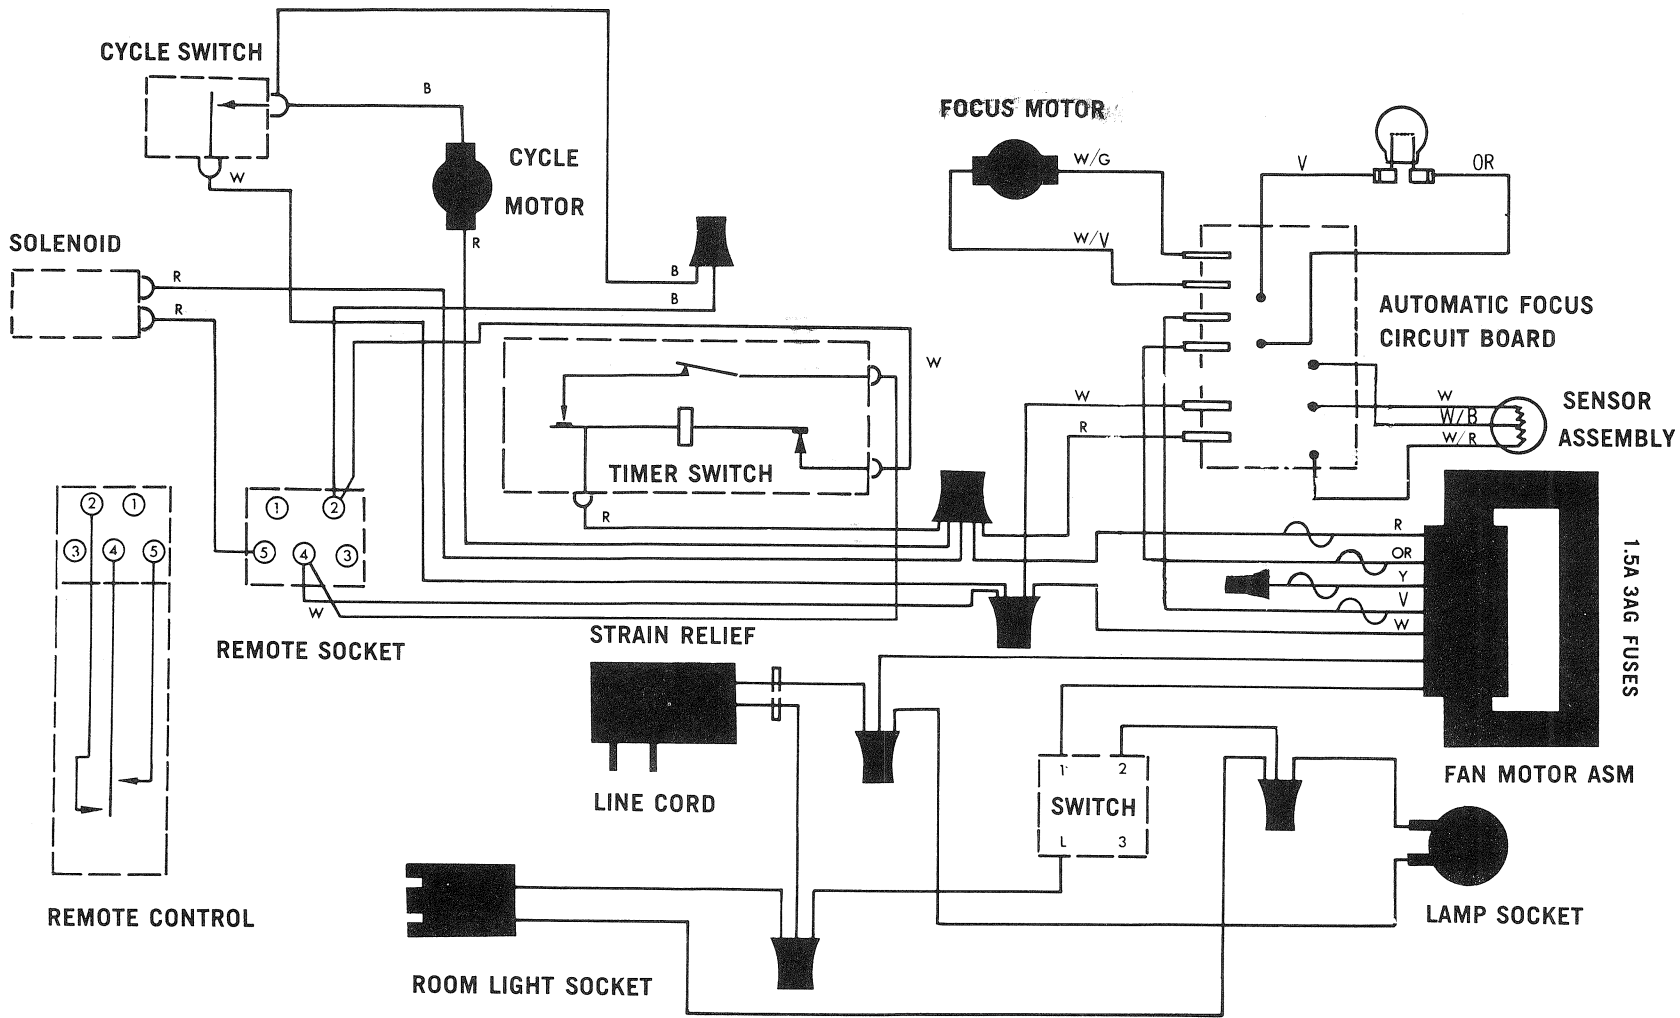 CYCLE SWITCH
B
W
CYCLE
MOTOR
R
SOLENOID
R
R
B
B
FOCUS MOTOR
W/G
W/V
V
OR
AUTOMATIC FOCUS
CIRCUIT BOARD
W
W
R
W
W/B
W/R
SENSOR
ASSEMBLY
TIMER SWITCH
R
2 1
3 4 5
1 2
5 4 3
W
REMOTE SOCKET
REMOTE CONTROL
R
OR
Y
V
W
1.5A 3AG FUSES
FAN MOTOR ASM
STRAIN RELIEF
LINE CORD
1 2
SWITCH
L 3
LAMP SOCKET
ROOM LIGHT SOCKET